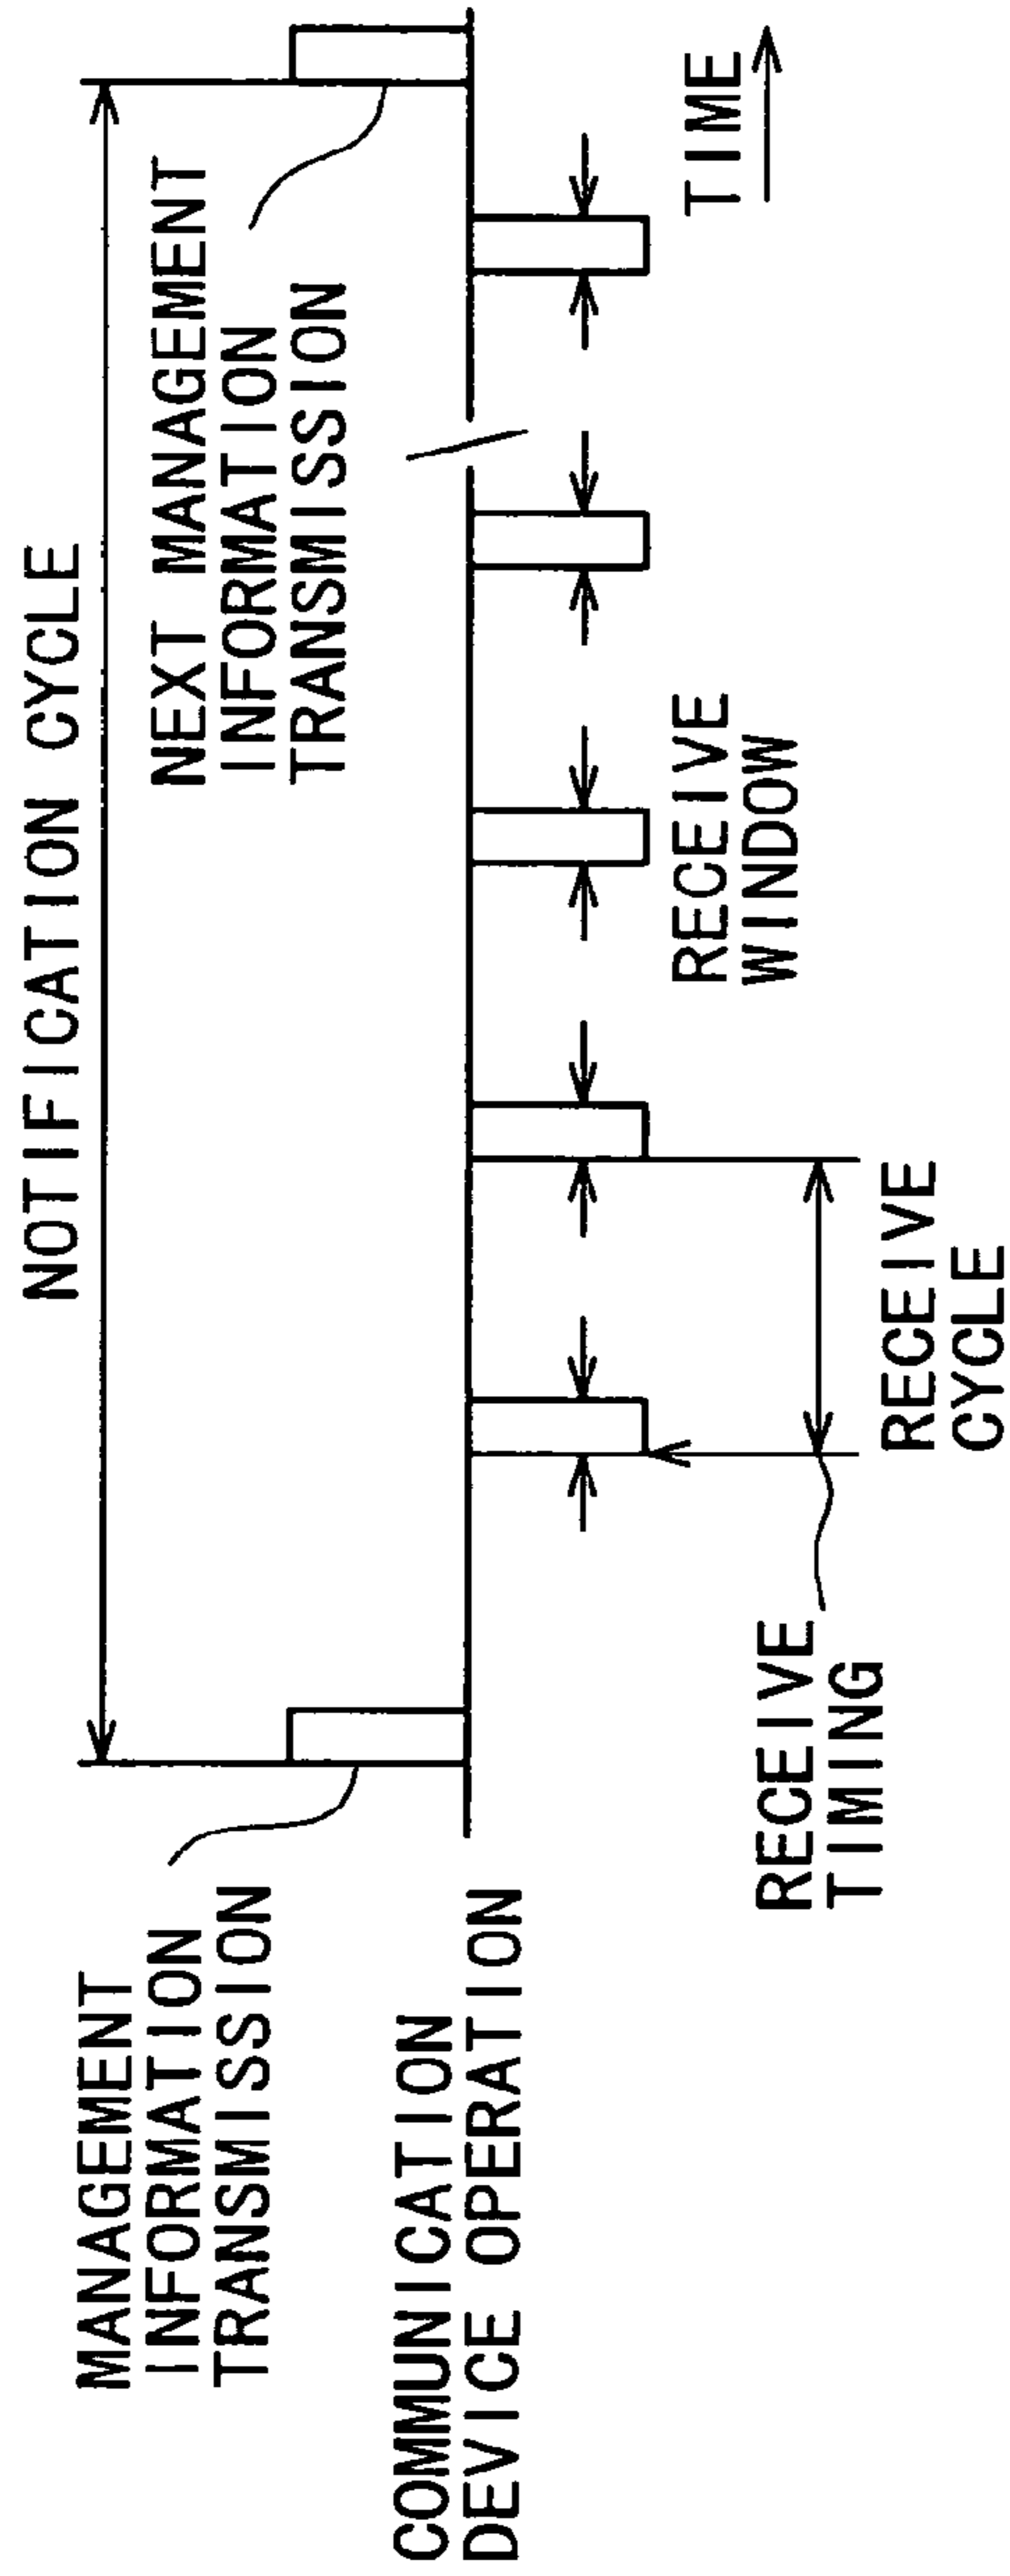 NOTIFICATION CYCLE
MANAGEMENT
INFORMATION
TRANSMISSION
NEXT MANAGEMENT
INFORMATION
TRANSMISSION
COMMUNICATION
DEVICE OPERATION
RECEIVE
WINDOW
TIME
RECEIVE
TIMING
RECEIVE
CYCLE